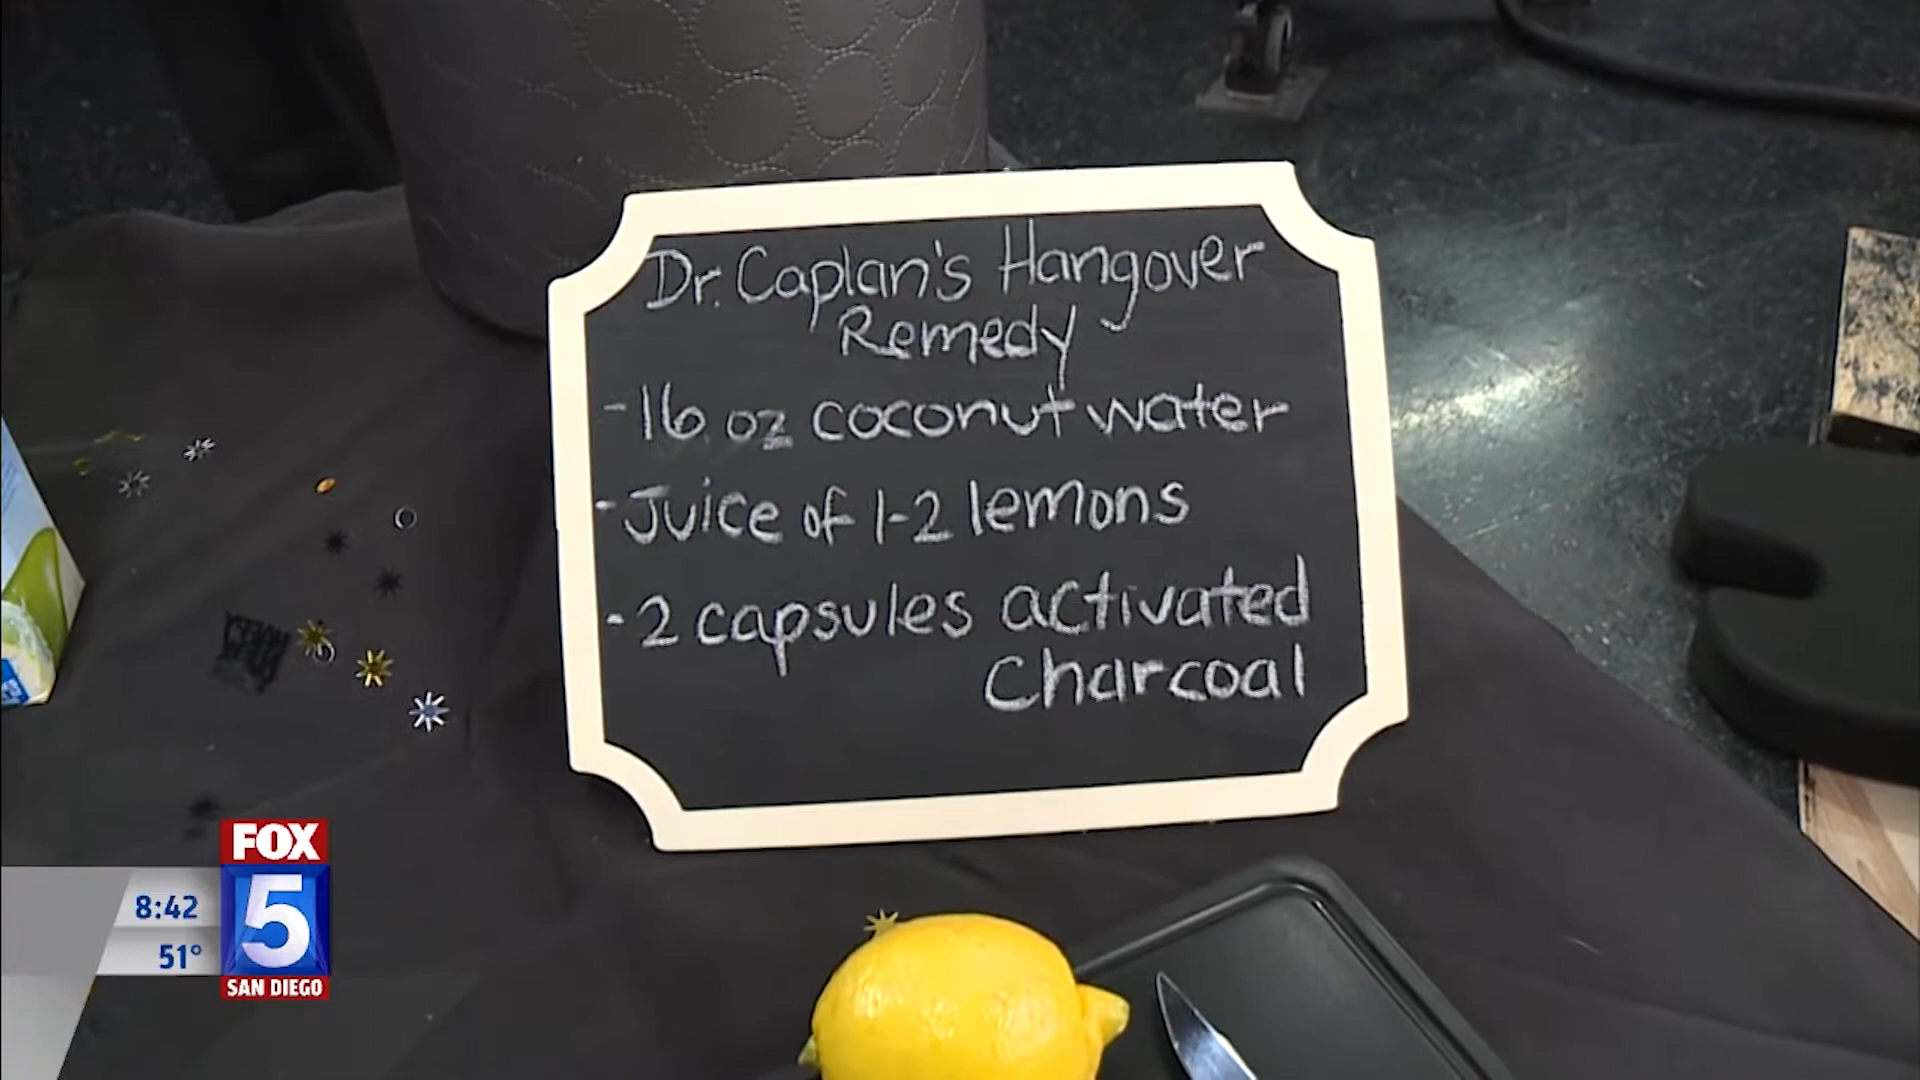 Dr. Caplan's Hangover
Remedy
-16 oz coconut water
-Juice of 1-2 lemons
-2 capsules activated
Charcoal
8:42
51°
FOX
5
SAN DIEGO